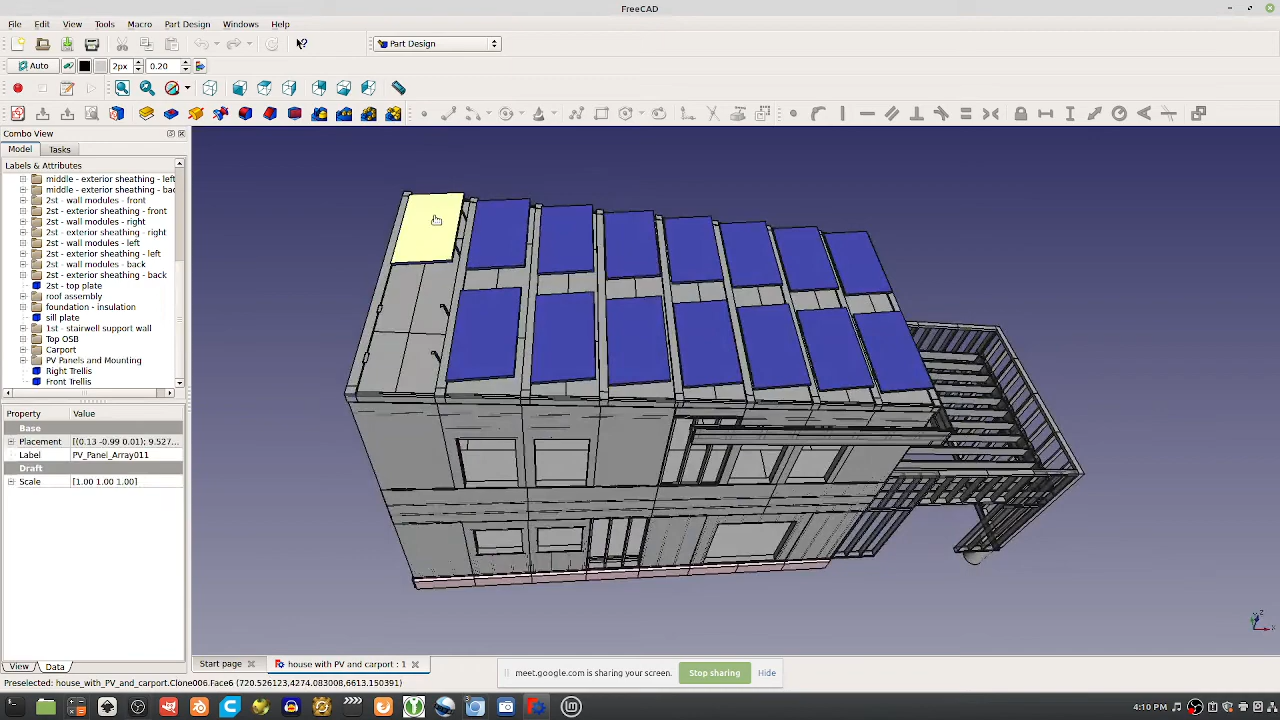 FreeCAD
File Edit View Tools Macro Part Design Windows Help
Part Design
Auto 2px 0.20
Combo View
Model Tasks
Labels & Attributes
middle - exterior sheathing - left
middle - exterior sheathing - bac
2st - wall modules - front
2st - exterior sheathing - front
2st - wall modules - right
2st - exterior sheathing - right
2st - wall modules - left
2st - exterior sheathing - left
2st - wall modules - back
2st - exterior sheathing - back
2st - top plate
roof assembly
foundation - insulation
sill plate
1st - stairwell support wall
Top OSB
Carport
PV Panels and Mounting
Right Trellis
Front Trellis
Property Value
Base
Placement [(0.13 -0.99 0.01); 9.527...
Label PV_Panel_Array011
Draft
Scale [1.00 1.00 1.00]
View Data
Start page house with PV and carport : 1
meet.google.com is sharing your screen. Stop sharing Hide
Preselected: house_with_PV_and_carport.Clone006.Face6 (720.526123,4274.083008,6613.150391)
4:10 PM